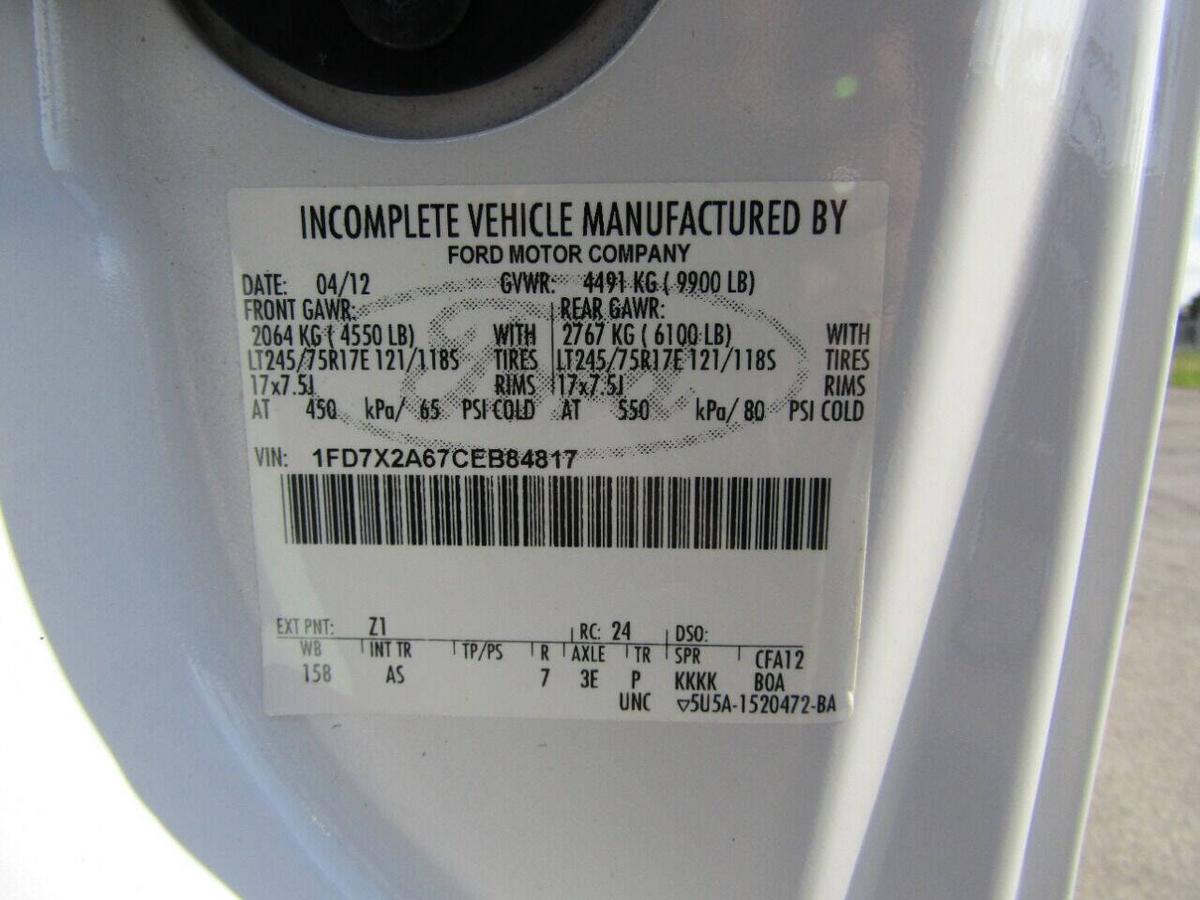 INCOMPLETE VEHICLE MANUFACTURED BY
FORD MOTOR COMPANY
DATE: 04/12 GVWR: 4491 KG ( 9900 LB)
FRONT GAWR: REAR GAWR:
2064 KG ( 4550 LB) WITH 2767 KG ( 6100 LB) WITH
LT245/75R17E 121/118S TIRES LT245/75R17E 121/118S TIRES
17x7.5J RIMS 17x7.5J RIMS
AT 450 kPa/ 65 PSI COLD AT 550 kPa/ 80 PSI COLD
VIN: 1FD7X2A67CEB84817
EXT PNT: Z1 RC: 24 DSO:
WB INT TR TP/PS R AXLE TR SPR CFA12
158 AS 7 3E P KKKK BOA
UNC ▽5U5A-1520472-BA